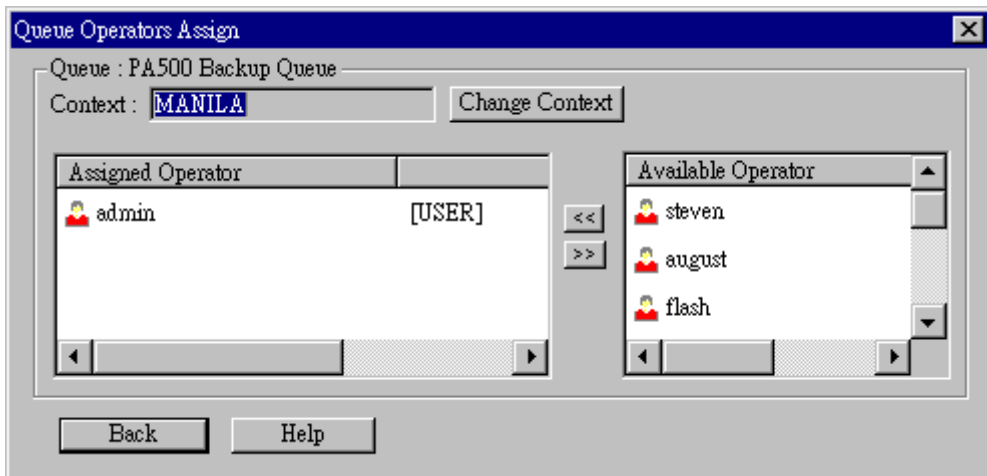 Queue Operators Assign
Queue : PA500 Backup Queue
Context : MANILA Change Context
Assigned Operator
admin [USER]
<<
>>
Available Operator
steven
august
flash
Back Help